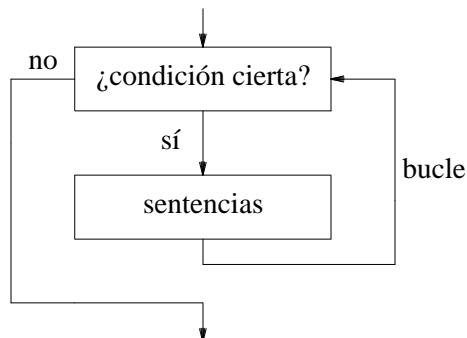 no
¿condición cierta?
sí
bucle
sentencias